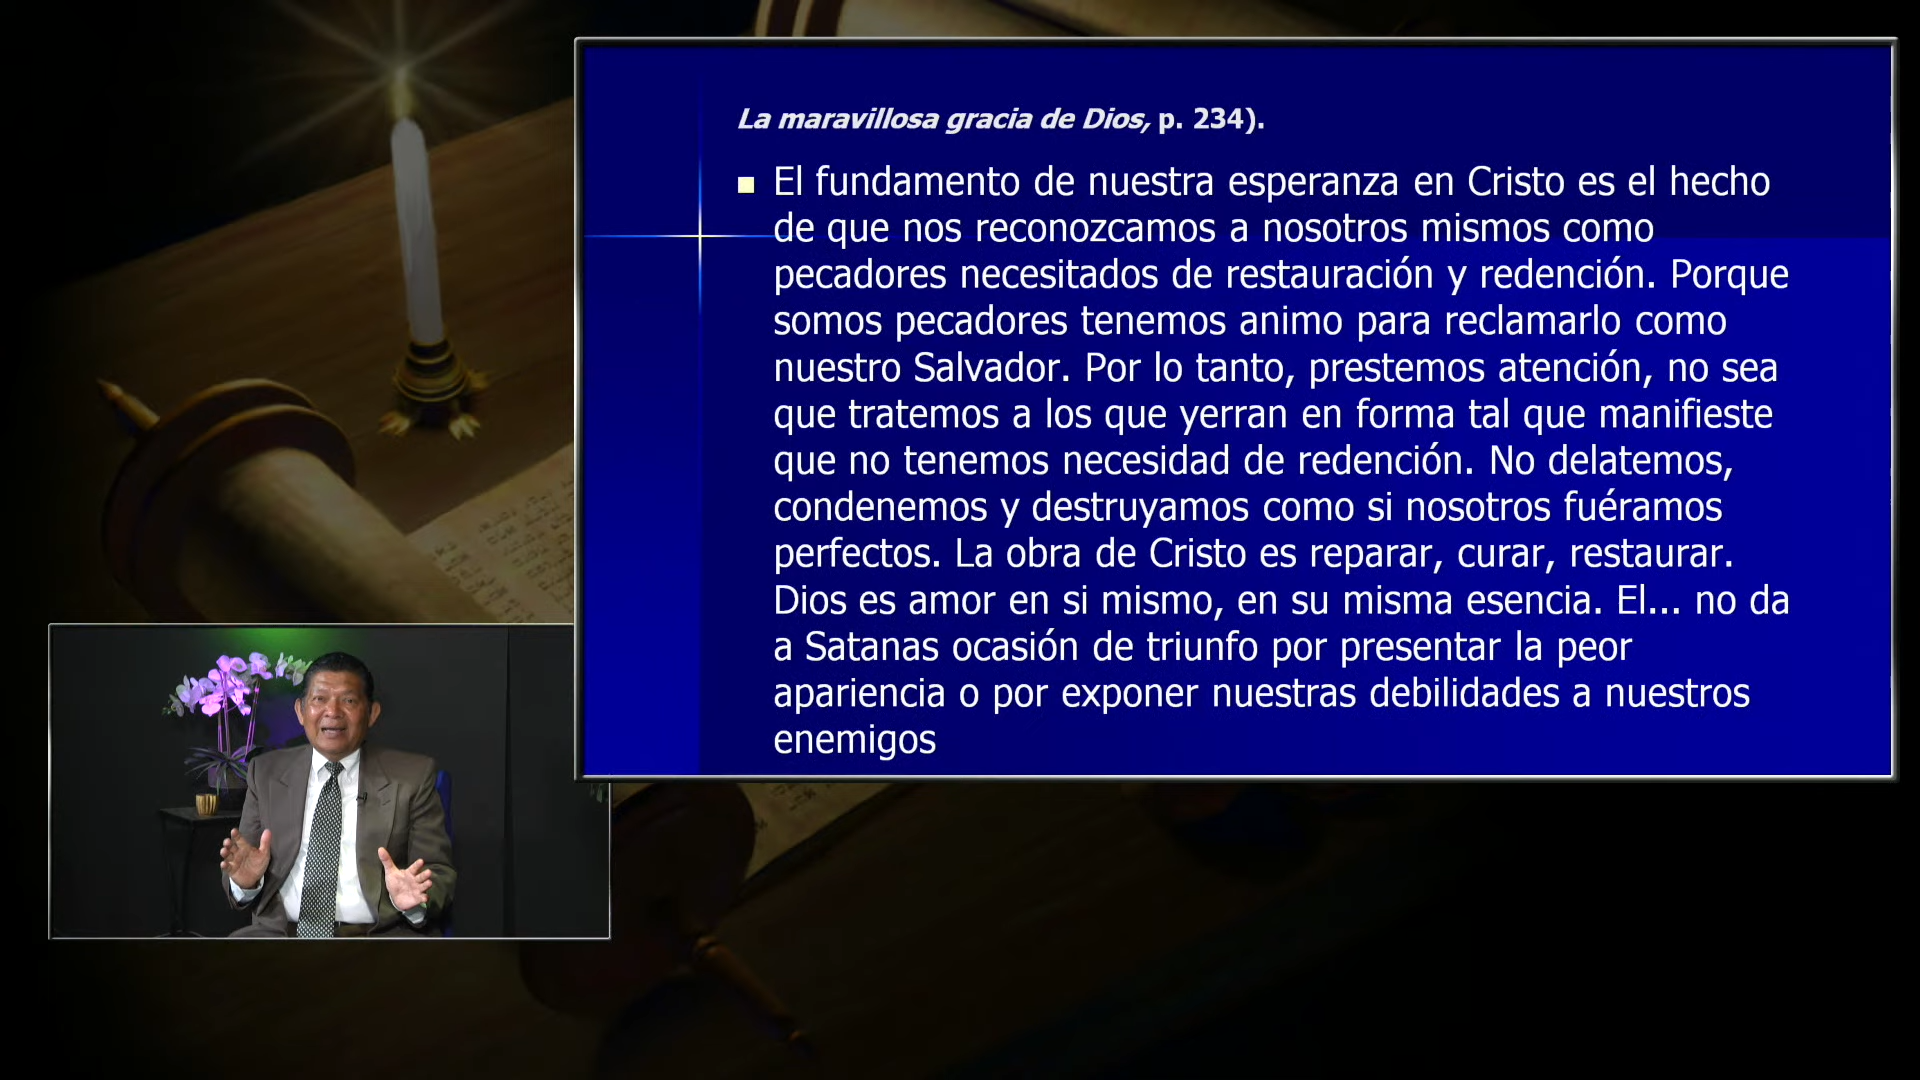 La maravillosa gracia de Dios, p. 234).
El fundamento de nuestra esperanza en Cristo es el hecho
de que nos reconozcamos a nosotros mismos como
pecadores necesitados de restauración y redención. Porque
somos pecadores tenemos animo para reclamarlo como
nuestro Salvador. Por lo tanto, prestemos atención, no sea
que tratemos a los que yerran en forma tal que manifieste
que no tenemos necesidad de redención. No delatemos,
condenemos y destruyamos como si nosotros fuéramos
perfectos. La obra de Cristo es reparar, curar, restaurar.
Dios es amor en si mismo, en su misma esencia. El... no da
a Satanas ocasión de triunfo por presentar la peor
apariencia o por exponer nuestras debilidades a nuestros
enemigos